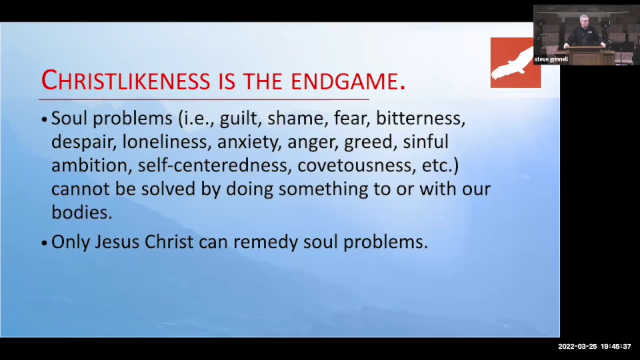 CHRISTLIKENESS IS THE ENDGAME.
• Soul problems (i.e., guilt, shame, fear, bitterness,
despair, loneliness, anxiety, anger, greed, sinful
ambition, self-centeredness, covetousness, etc.)
cannot be solved by doing something to or with our
bodies.
• Only Jesus Christ can remedy soul problems.
steve grinnell
2022-03-25 19:45:37